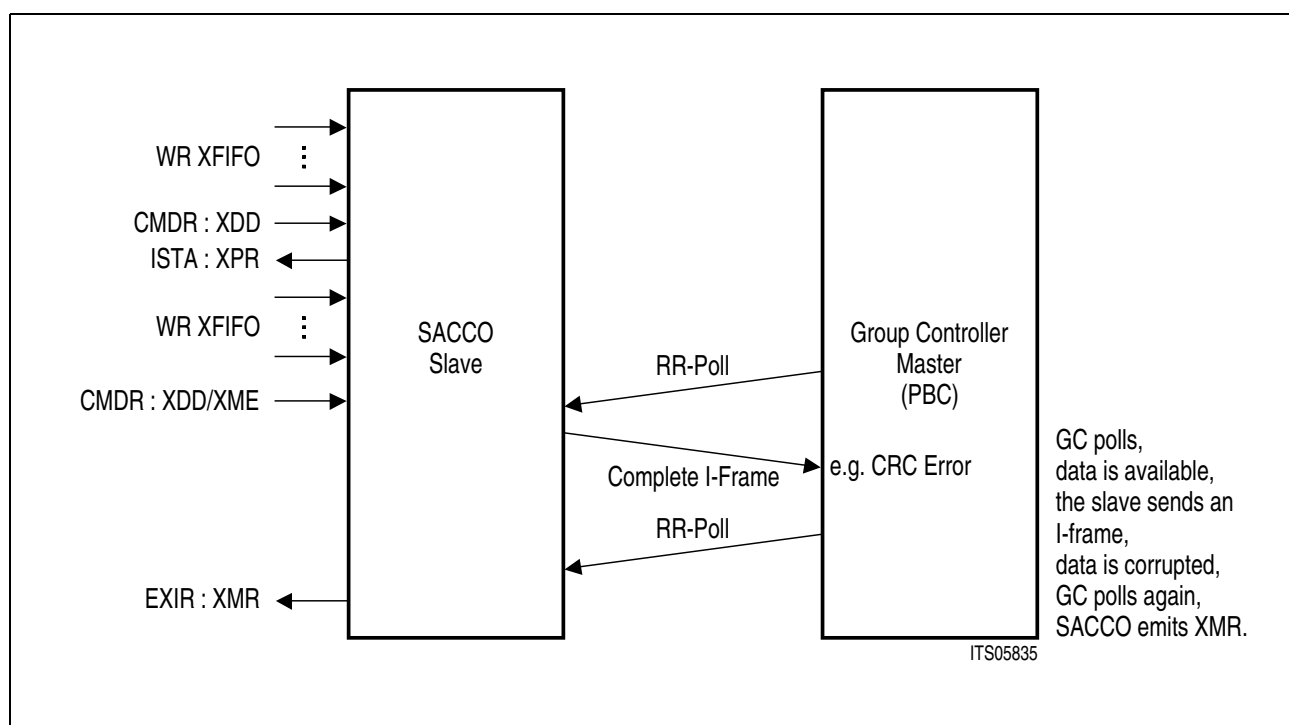 WR XFIFO
CMDR : XDD
ISTA : XPR
WR XFIFO
CMDR : XDD/XME
EXIR : XMR
SACCO
Slave
RR-Poll
Complete I-Frame
RR-Poll
Group Controller
Master
(PBC)
e.g. CRC Error
GC polls,
data is available,
the slave sends an
I-frame,
data is corrupted,
GC polls again,
SACCO emits XMR.
ITS05835